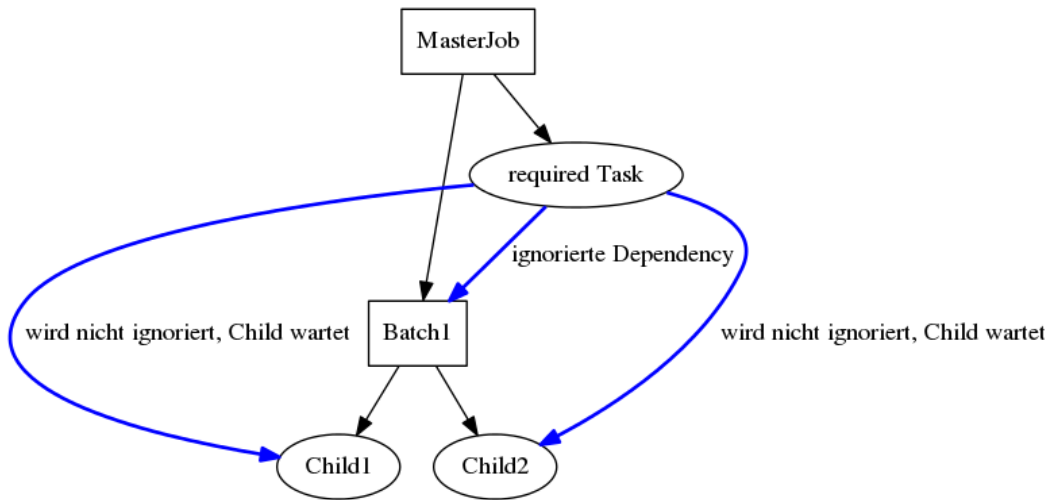 MasterJob
required Task
ignorierte Dependency
wird nicht ignoriert, Child wartet
Batch1
wird nicht ignoriert, Child wartet
Child1
Child2